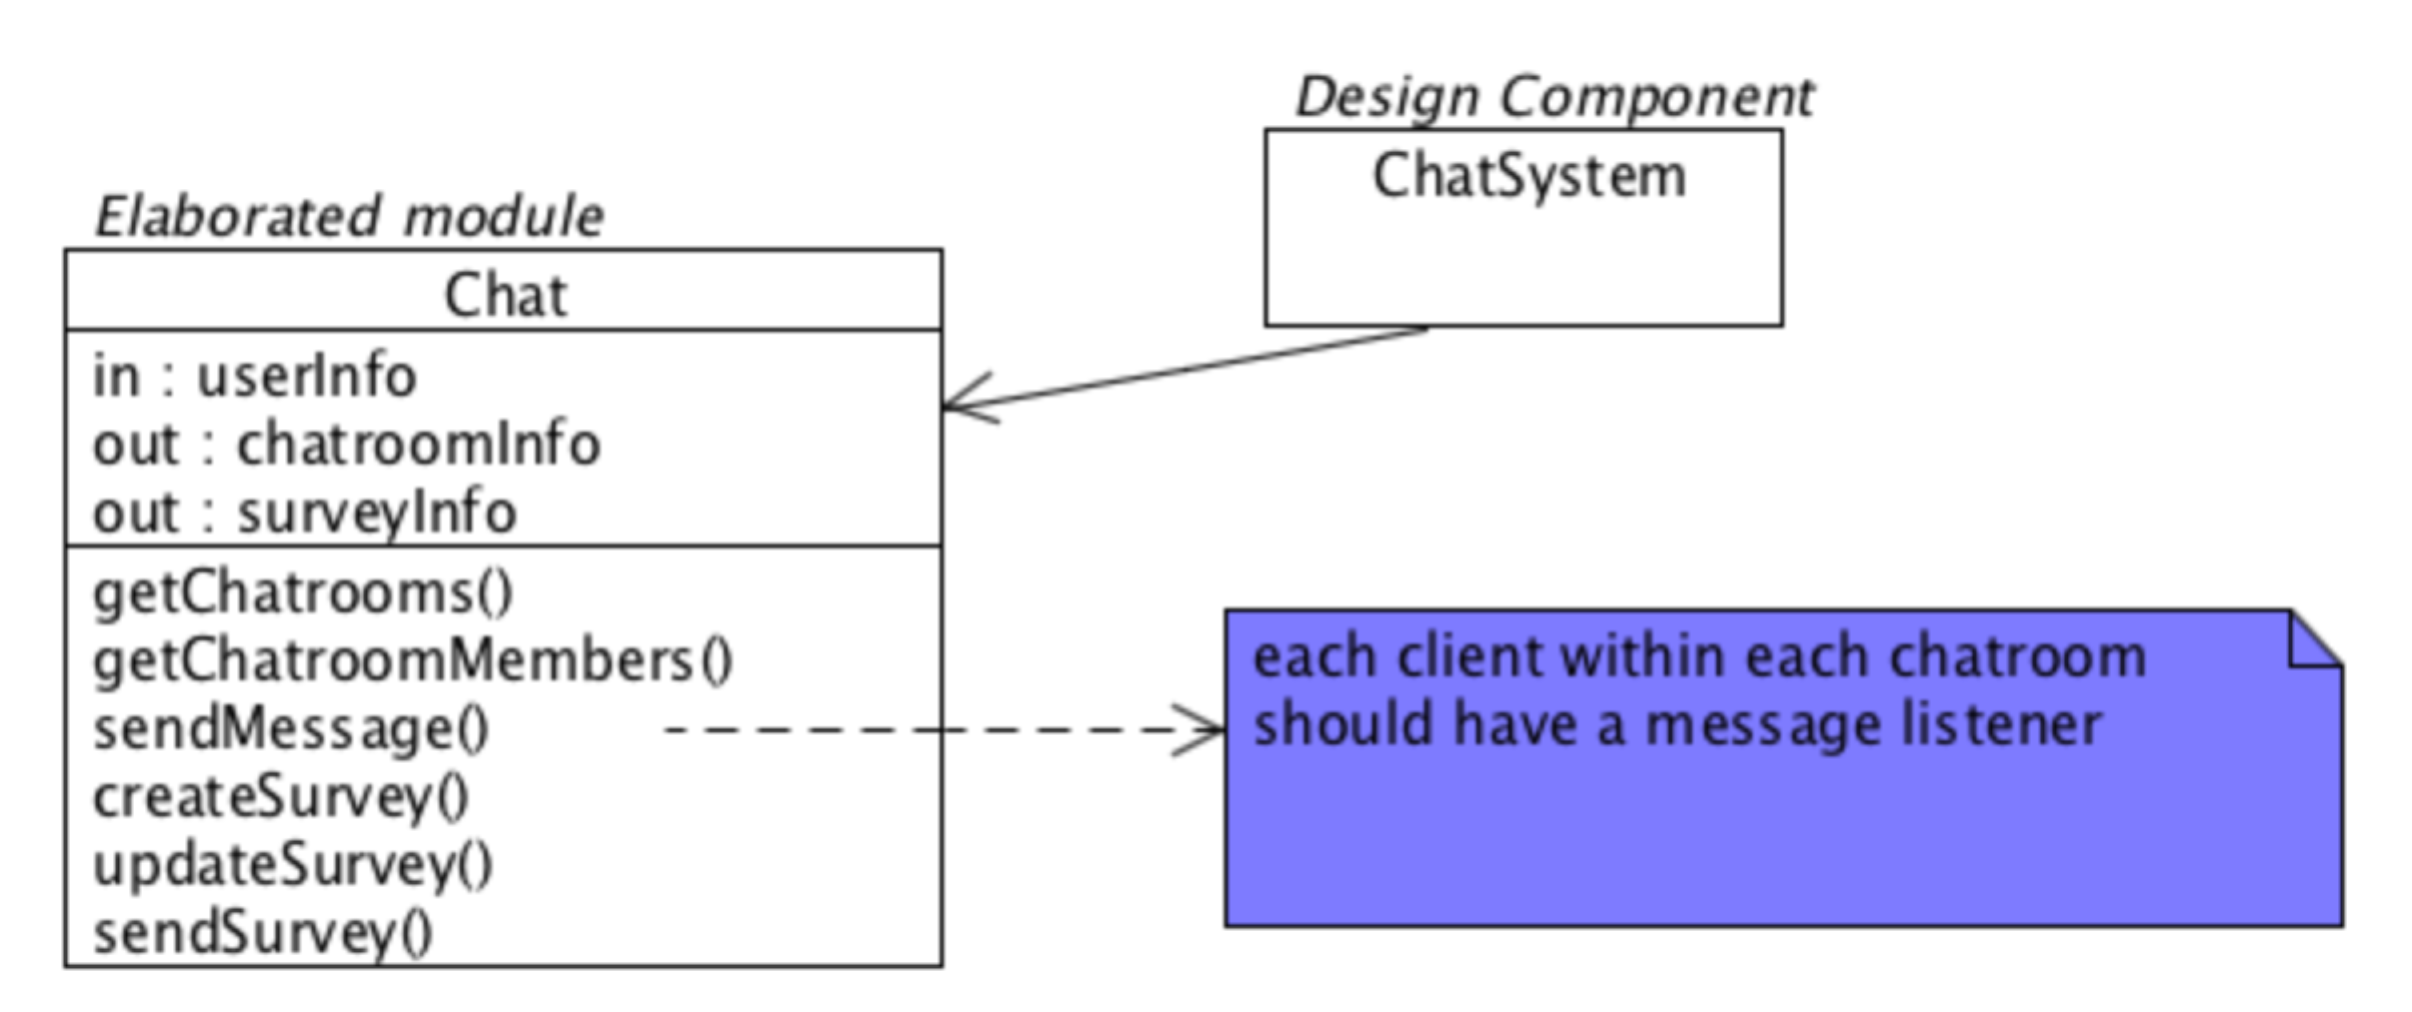 Design Component
ChatSystem
Elaborated module
Chat
in : userInfo
out : chatroomInfo
out : surveyInfo
getChatrooms()
getChatroomMembers()
sendMessage()
createSurvey()
updateSurvey()
sendSurvey()
each client within each chatroom
should have a message listener